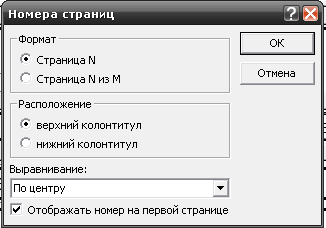 Номера страниц
Формат
OK
Страница N
Страница N из M
Отмена
Расположение
верхний колонтитул
нижний колонтитул
Выравнивание:
По центру
Отображать номер на первой странице